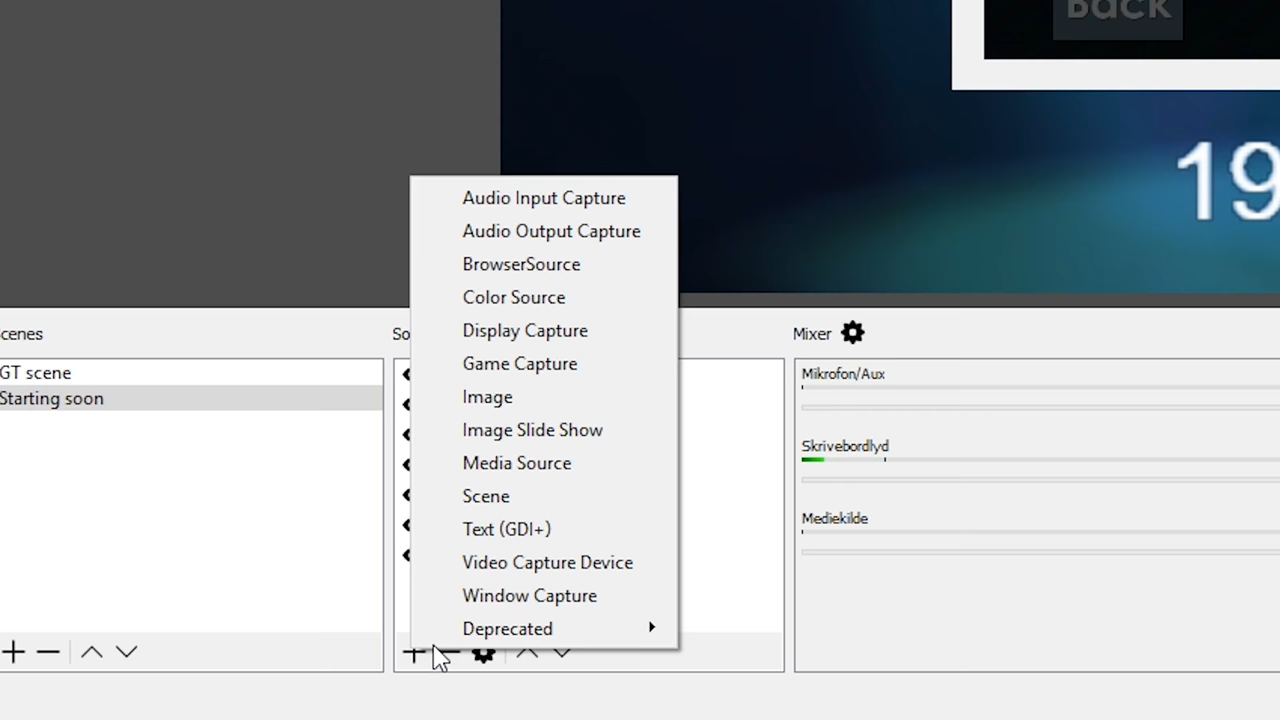 Back
19
Audio Input Capture
Audio Output Capture
BrowserSource
Color Source
Display Capture
Game Capture
Image
Image Slide Show
Media Source
Scene
Text (GDI+)
Video Capture Device
Window Capture
Deprecated
cenes
GT scene
Starting soon
So
Mixer
Mikrofon/Aux
Skrivebordlyd
Mediekilde